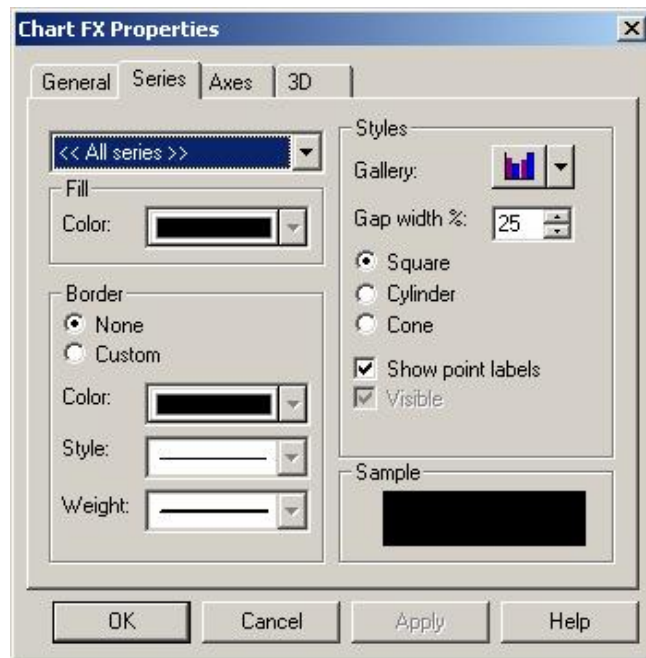 Chart FX Properties
General Series Axes 3D
<< All series >>
Fill
Color:
Border
None
Custom
Color:
Style:
Weight:
Styles
Gallery:
Gap width %: 25
Square
Cylinder
Cone
Show point labels
Visible
Sample
OK Cancel Apply Help